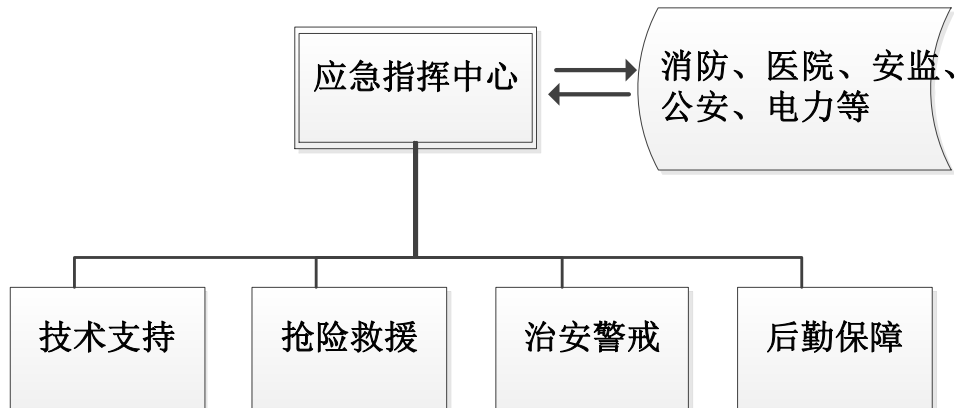 应急指挥中心
消防、医院、安监、
公安、电力等
技术支持
抢险救援
治安警戒
后勤保障